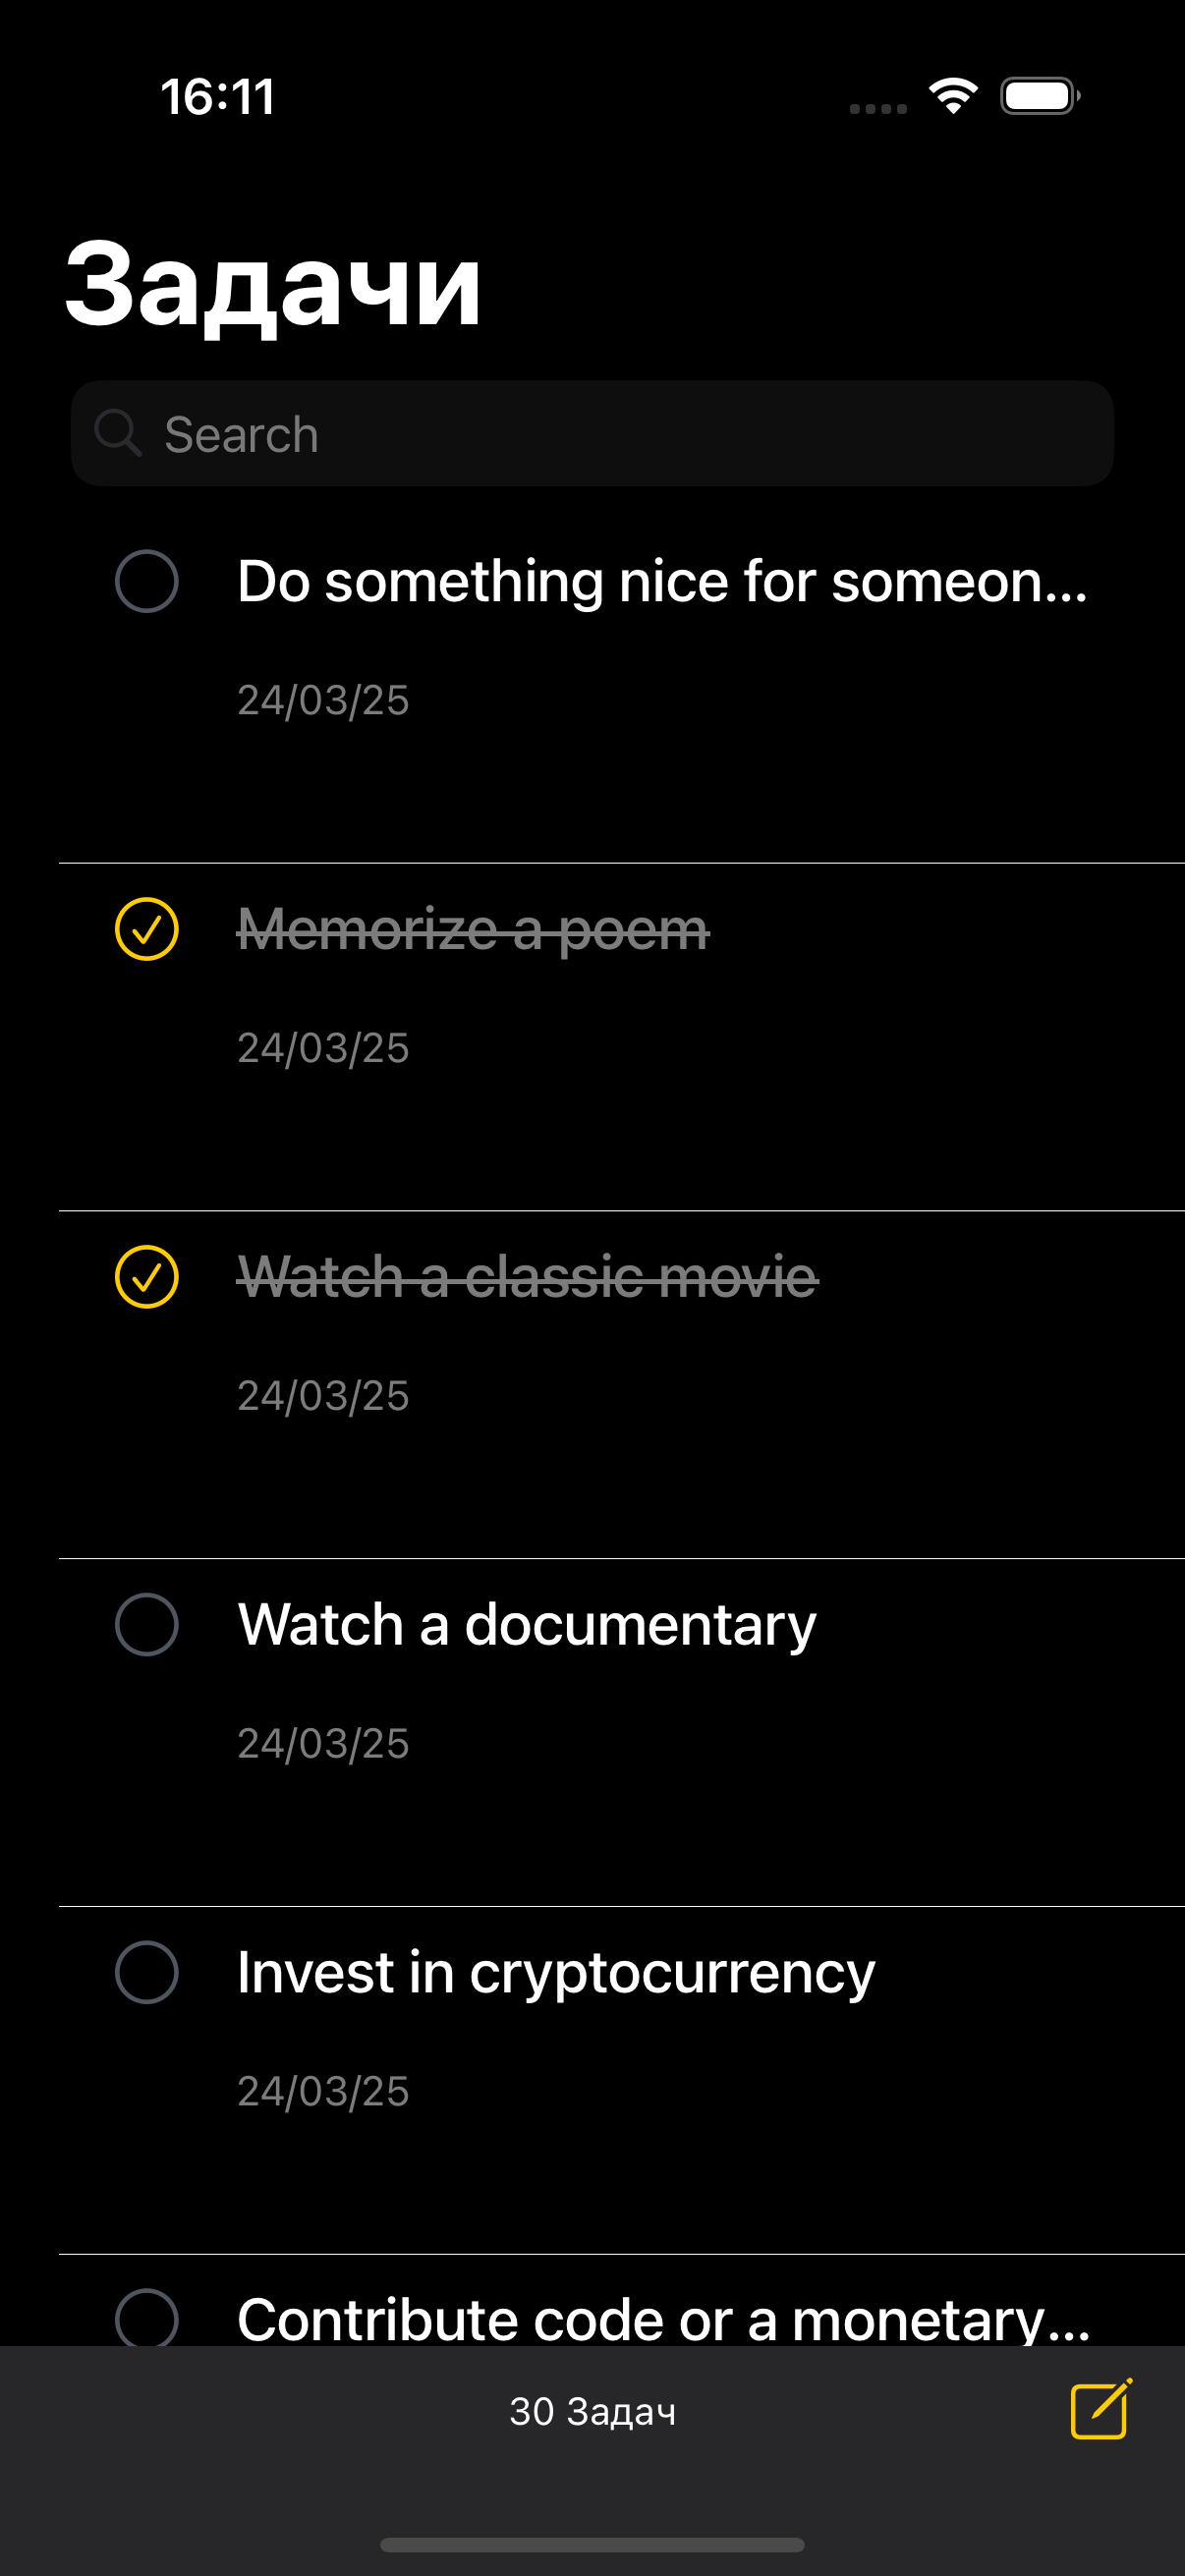 16:11
Задачи
Search
Do something nice for someon...
24/03/25
Memorize a poem
24/03/25
Watch a classic movie
24/03/25
Watch a documentary
24/03/25
Invest in cryptocurrency
24/03/25
Contribute code or a monetary...
30 Задач